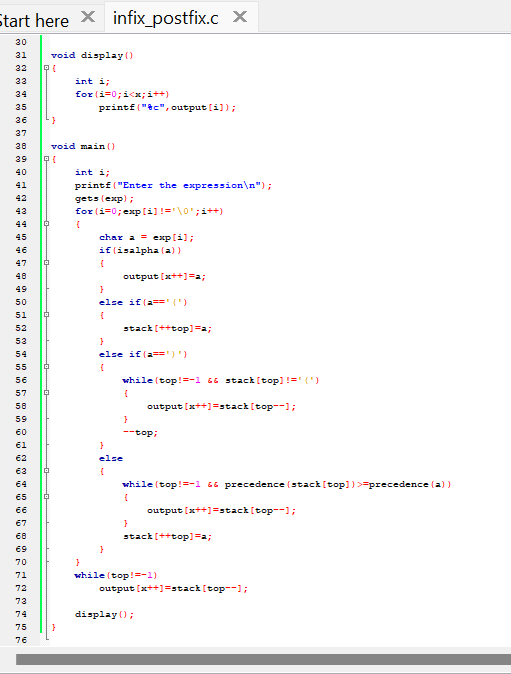 Start here × infix_postfix.c ×
30
31 void display()
32 {
33     int i;
34     for(i=0;i<x;i++)
35         printf("%c",output[i]);
36 }
37
38 void main()
39 {
40     int i;
41     printf("Enter the expression\n");
42     gets(exp);
43     for(i=0;exp[i]!='\0';i++)
44     {
45         char a = exp[i];
46         if(isalpha(a))
47         {
48             output[x++]=a;
49         }
50         else if(a=='(')
51         {
52             stack[++top]=a;
53         }
54         else if(a==')')
55         {
56             while(top!=-1 && stack[top]!='(')
57             {
58                 output[x++]=stack[top--];
59             }
60             --top;
61         }
62         else
63         {
64             while(top!=-1 && precedence(stack[top])>=precedence(a))
65             {
66                 output[x++]=stack[top--];
67             }
68             stack[++top]=a;
69         }
70     }
71     while(top!=-1)
72         output[x++]=stack[top--];
73
74     display();
75 }
76